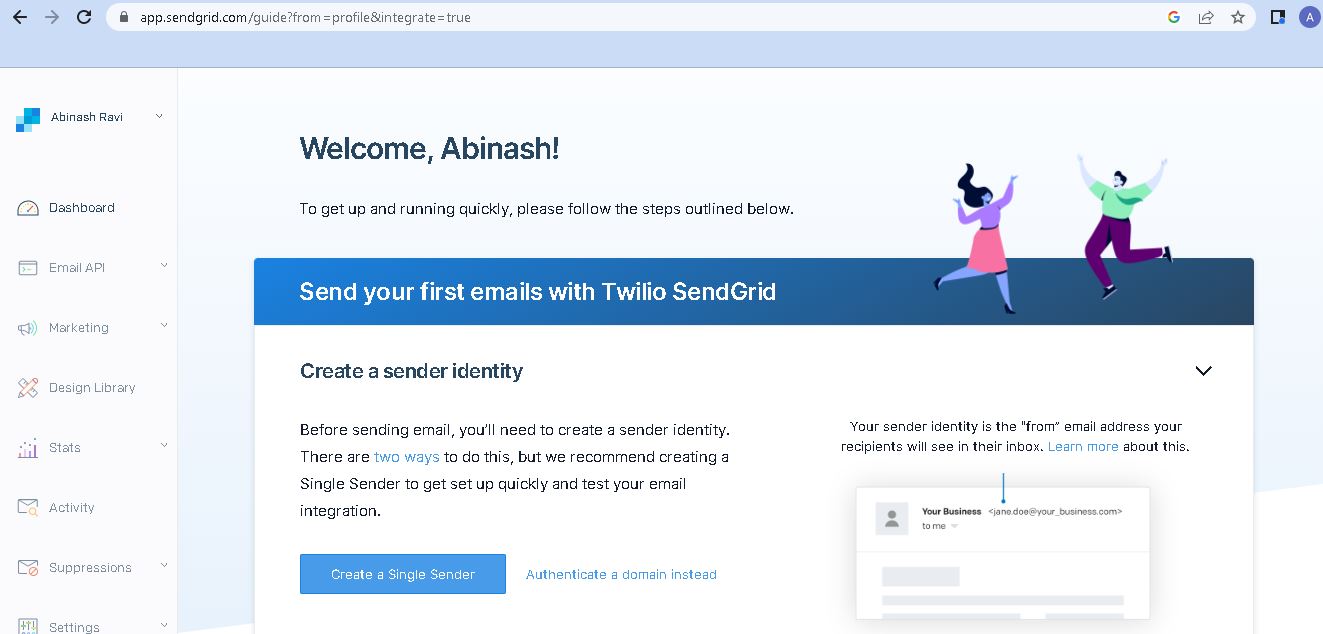 app.sendgrid.com/guide?from=profile&integrate=true
A
Abinash Ravi
Dashboard
Email API
Marketing
Design Library
Stats
Activity
Suppressions
Settings
Welcome, Abinash!
To get up and running quickly, please follow the steps outlined below.
Send your first emails with Twilio SendGrid
Create a sender identity
Before sending email, you’ll need to create a sender identity.
There are two ways to do this, but we recommend creating a
Single Sender to get set up quickly and test your email
integration.
Create a Single Sender
Authenticate a domain instead
Your sender identity is the "from” email address your
recipients will see in their inbox. Learn more about this.
Your Business <jane.doe@your_business.com>
to me